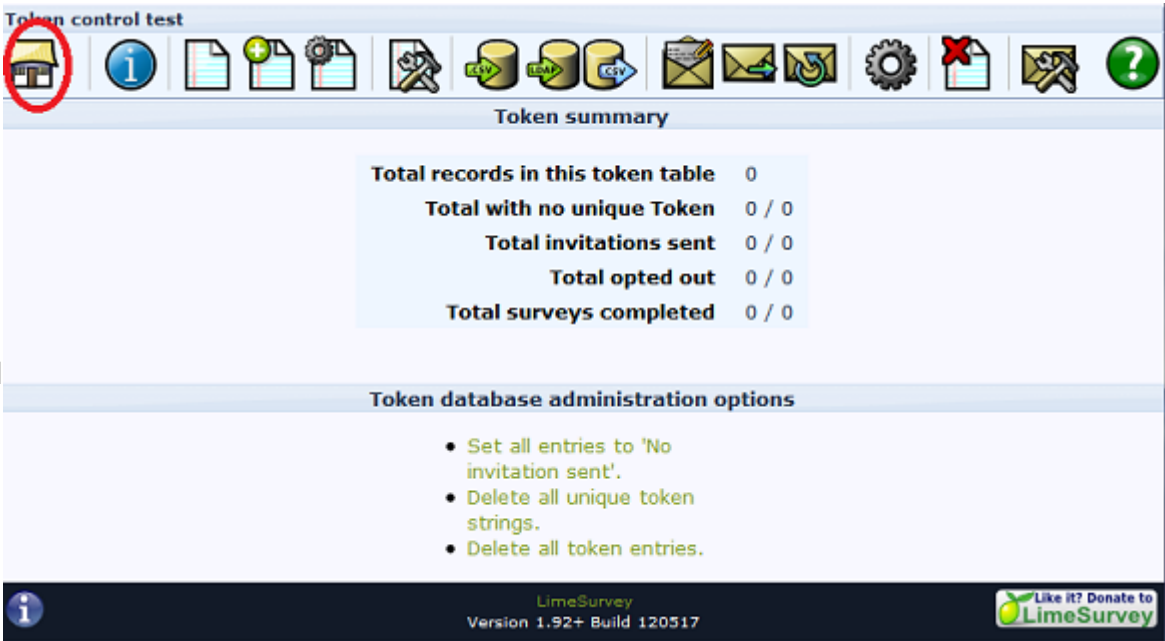 Token control test
CSV LDAP CSV
Token summary
Total records in this token table 0
Total with no unique Token 0 / 0
Total invitations sent 0 / 0
Total opted out 0 / 0
Total surveys completed 0 / 0
Token database administration options
Set all entries to 'No
invitation sent'.
Delete all unique token
strings.
Delete all token entries.
LimeSurvey
Version 1.92+ Build 120517
Like it? Donate to
LimeSurvey